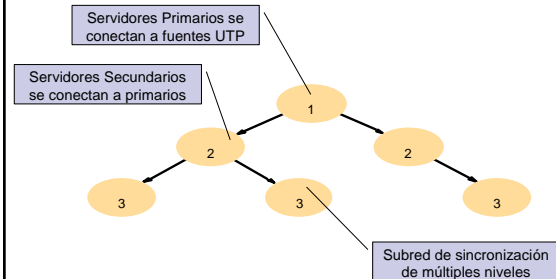 Servidores Primarios se
conectan a fuentes UTP
Servidores Secundarios
se conectan a primarios
1
2
2
3
3
3
Subred de sincronización
de múltiples niveles